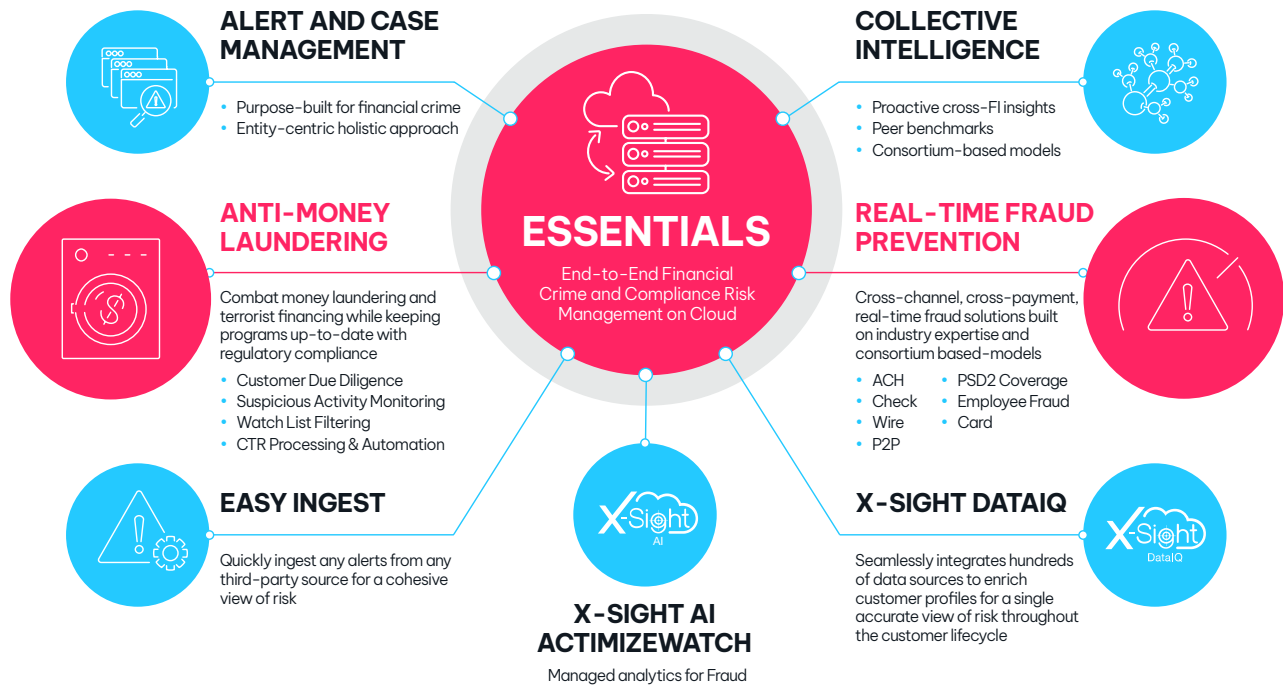 ALERT AND CASE
MANAGEMENT
• Purpose-built for financial crime
• Entity-centric holistic approach
COLLECTIVE
INTELLIGENCE
• Proactive cross-FI insights
• Peer benchmarks
• Consortium-based models
ESSENTIALS
End-to-End Financial
Crime and Compliance Risk
Management on Cloud
ANTI-MONEY
LAUNDERING
Combat money laundering and
terrorist financing while keeping
programs up-to-date with
regulatory compliance
• Customer Due Diligence
• Suspicious Activity Monitoring
• Watch List Filtering
• CTR Processing & Automation
REAL-TIME FRAUD
PREVENTION
Cross-channel, cross-payment,
real-time fraud solutions built
on industry expertise and
consortium based-models
• ACH
• Check
• Wire
• P2P
• PSD2 Coverage
• Employee Fraud
• Card
EASY INGEST
Quickly ingest any alerts from any
third-party source for a cohesive
view of risk
X-Sight
AI
X-SIGHT AI
ACTIMIZEWATCH
Managed analytics for Fraud
X-SIGHT DATAIQ
Seamlessly integrates hundreds
of data sources to enrich
customer profiles for a single
accurate view of risk throughout
the customer lifecycle
X-Sight
DataIQ